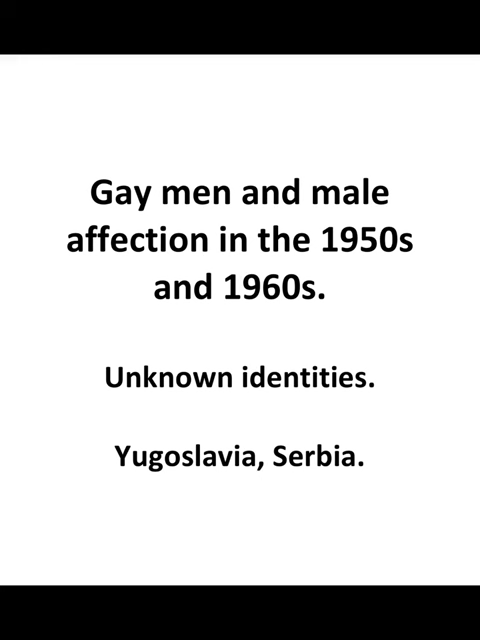 Gay men and male
affection in the 1950s
and 1960s.
Unknown identities.
Yugoslavia, Serbia.